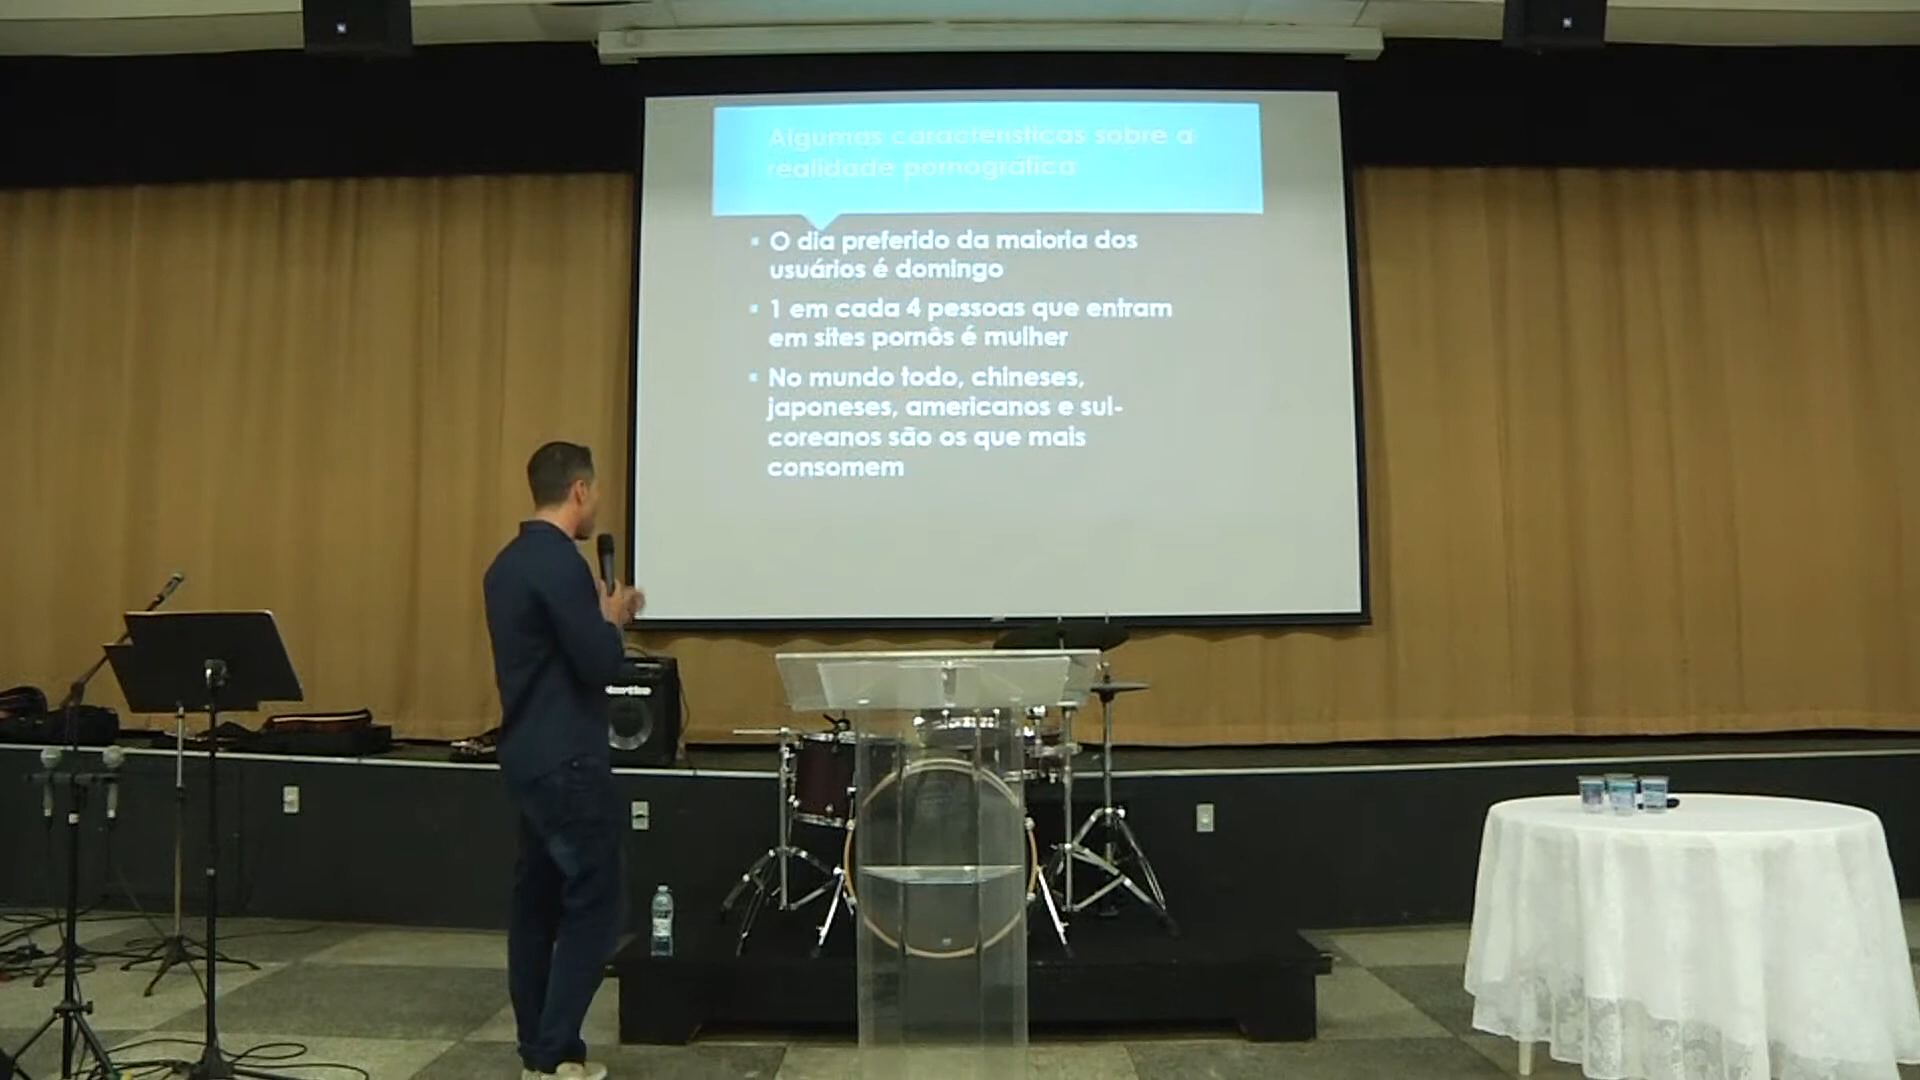 Algumas características sobre a
realidade pornográfica
▪ O dia preferido da maioria dos
usuários é domingo
▪ 1 em cada 4 pessoas que entram
em sites pornôs é mulher
▪ No mundo todo, chineses,
japoneses, americanos e sul-
coreanos são os que mais
consomem